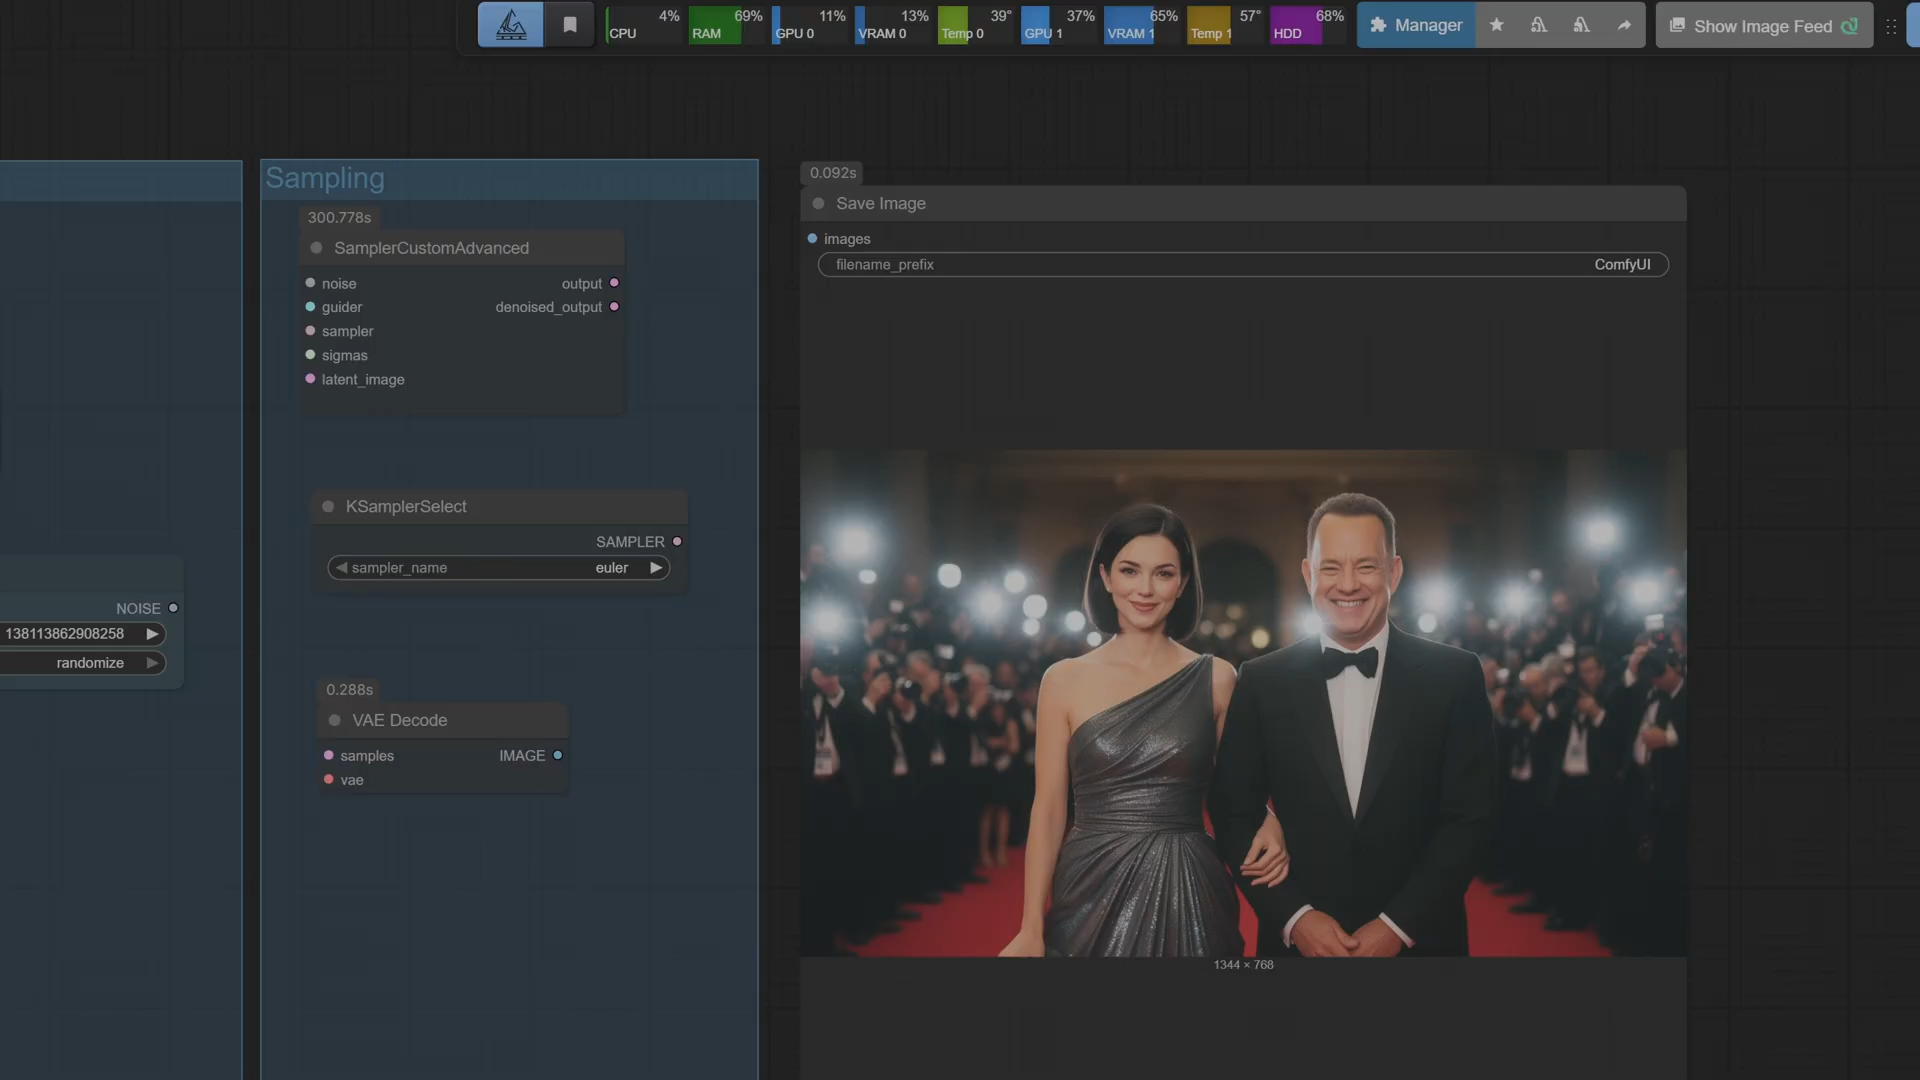 4%
CPU
69%
RAM
11%
GPU 0
13%
VRAM 0
39°
Temp 0
37%
GPU 1
65%
VRAM 1
57°
Temp 1
68%
HDD
Manager
Show Image Feed
Sampling
300.778s
SamplerCustomAdvanced
noise output
guider denoised_output
sampler
sigmas
latent_image
KSamplerSelect
SAMPLER
sampler_name euler
NOISE
138113862908258
randomize
0.288s
VAE Decode
samples IMAGE
vae
0.092s
Save Image
images
filename_prefix ComfyUI
1344 × 768